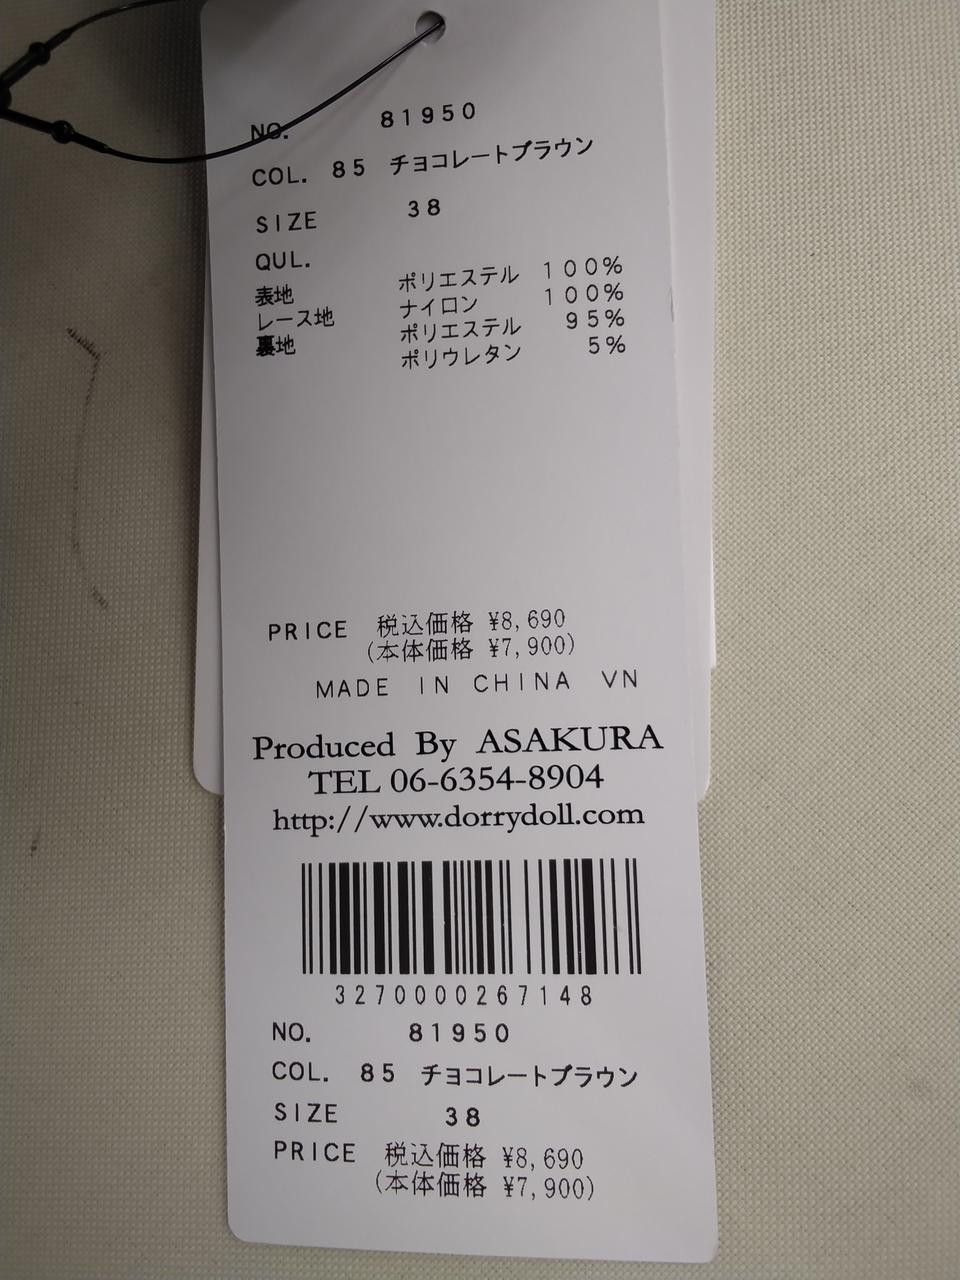 NO. 81950
COL. 85 チョコレートブラウン
SIZE 38
QUL.
表地 ポリエステル 100%
レース地 ナイロン 100%
裏地 ポリエステル 95%
ポリウレタン 5%
PRICE 税込価格 ¥8,690
(本体価格 ¥7,900)
MADE IN CHINA VN
Produced By ASAKURA
TEL 06-6354-8904
http://www.dorrydoll.com
3270000267148
NO. 81950
COL. 85 チョコレートブラウン
SIZE 38
PRICE 税込価格 ¥8,690
(本体価格 ¥7,900)